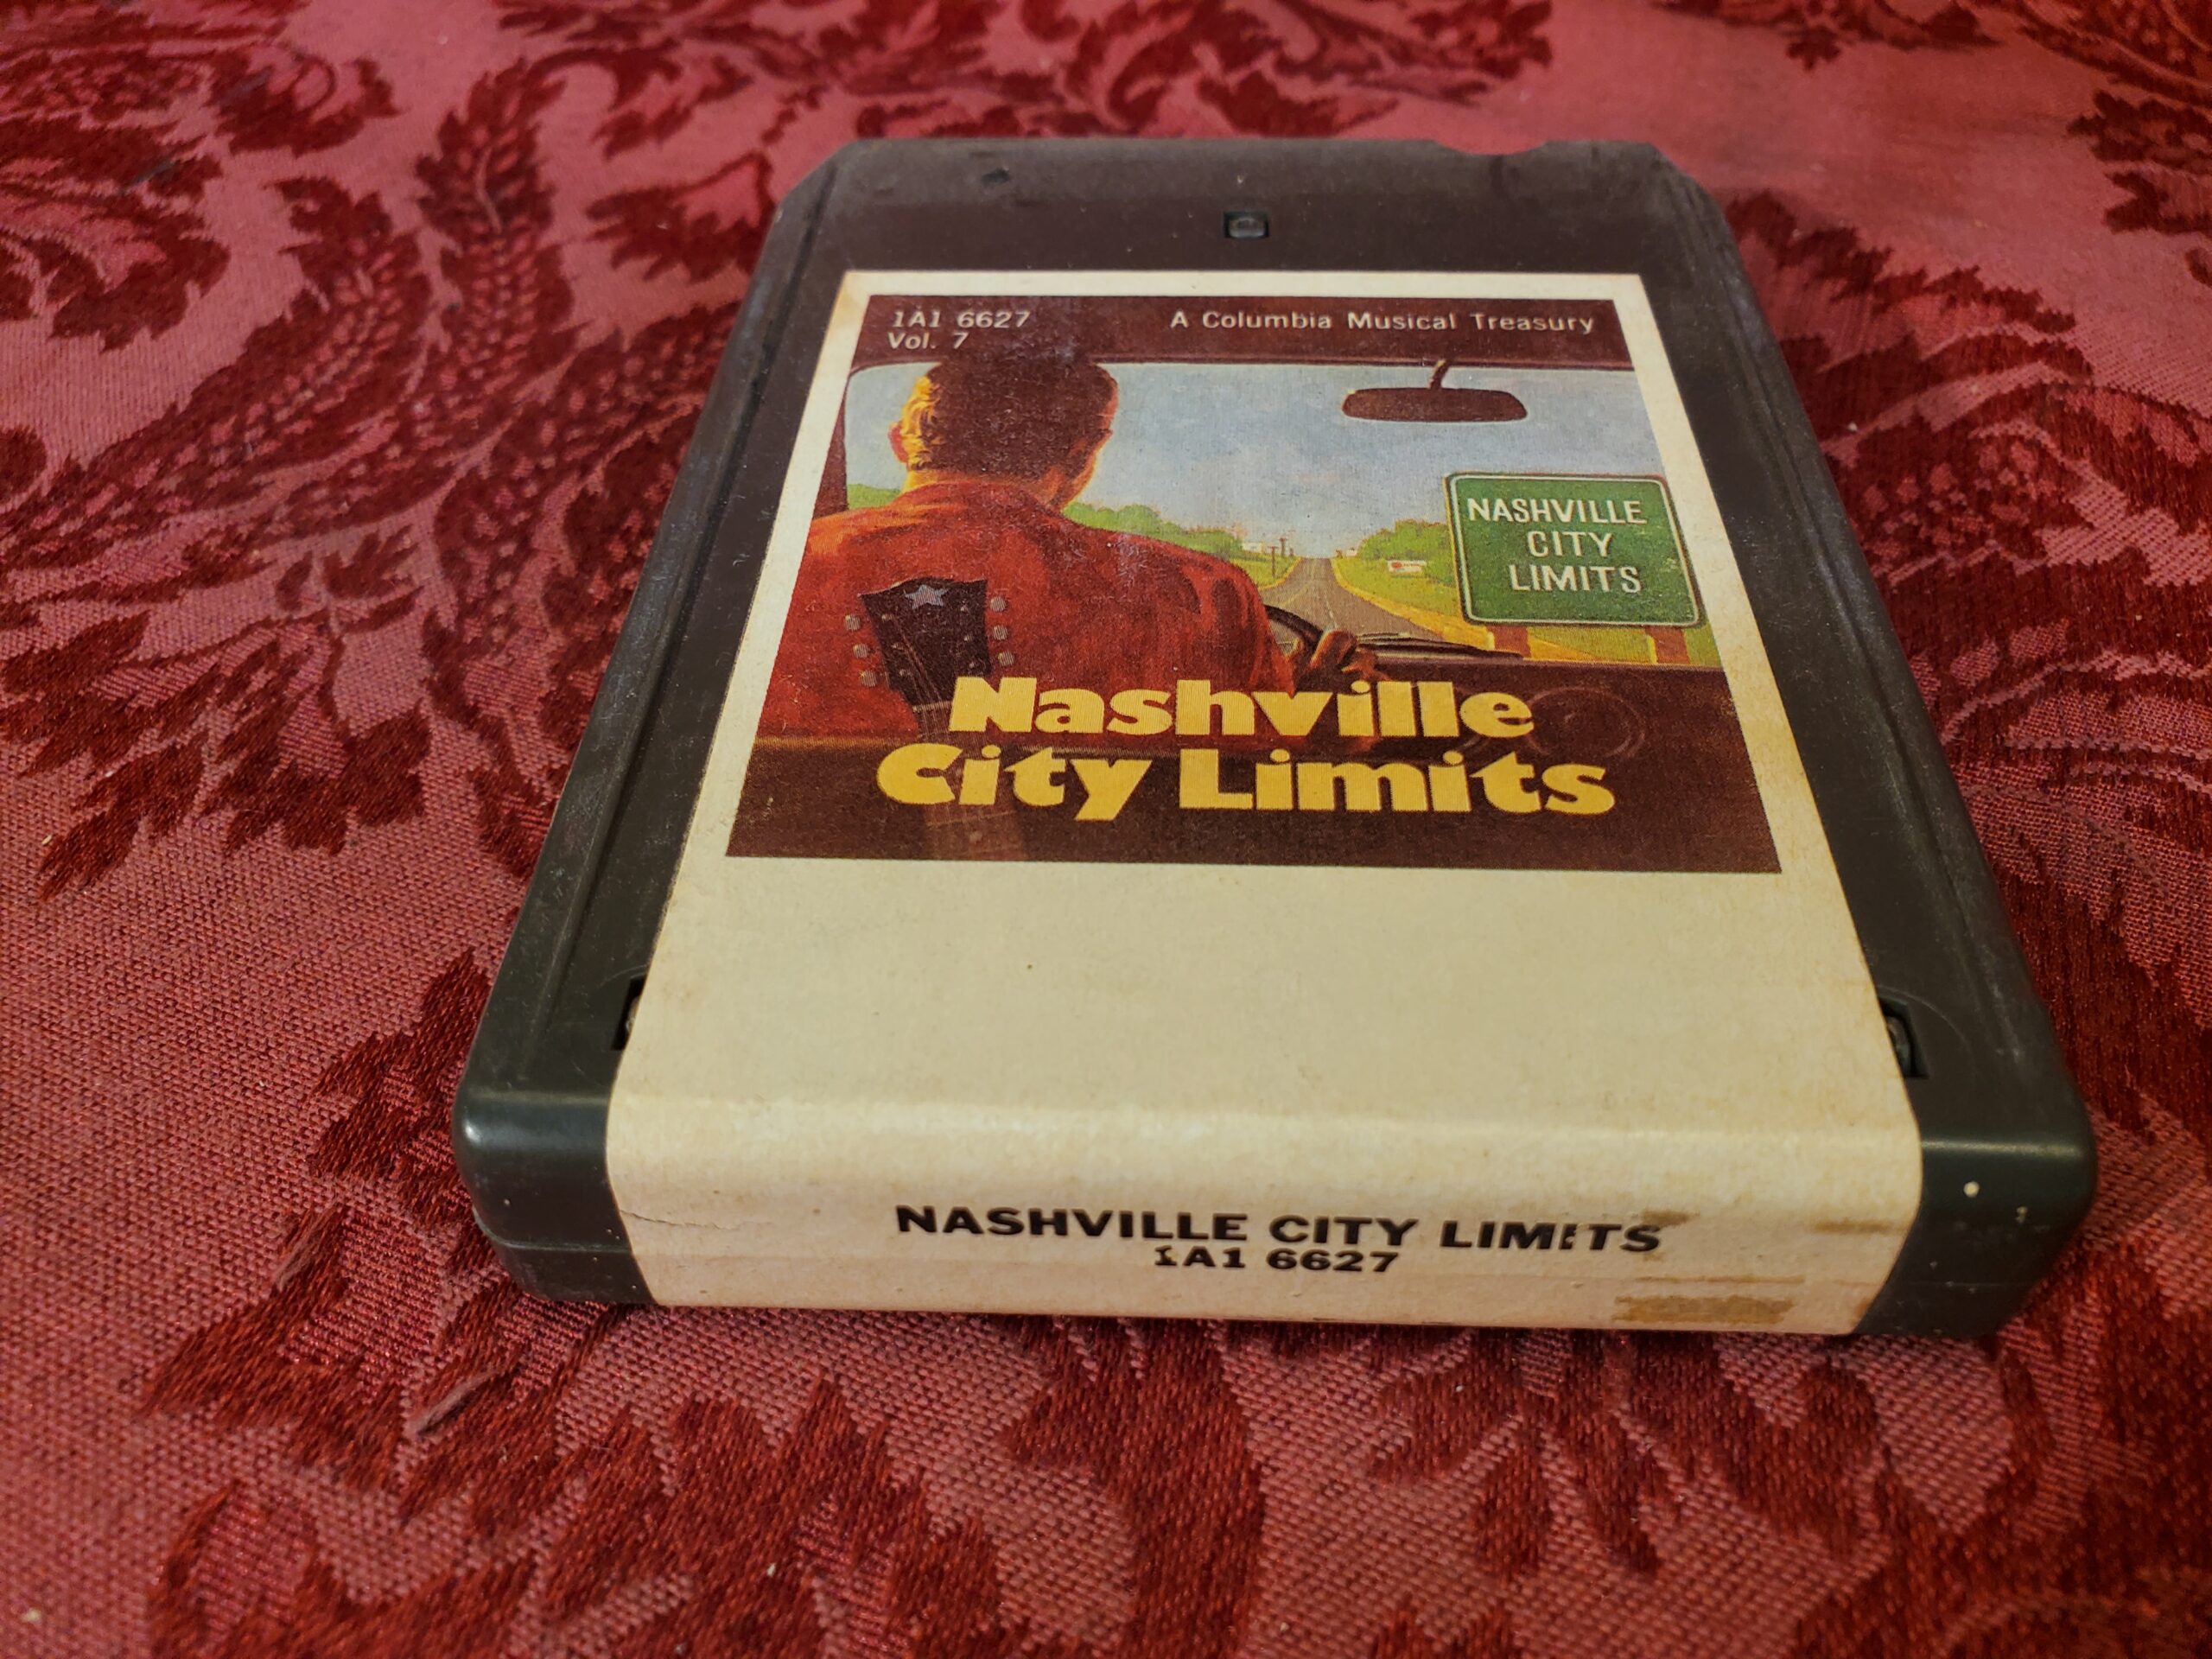 1A1 6627
Vol. 7
A Columbia Musical Treasury
NASHVILLE
CITY
LIMITS
Nashville
City Limits
NASHVILLE CITY LIMITS
1A1 6627